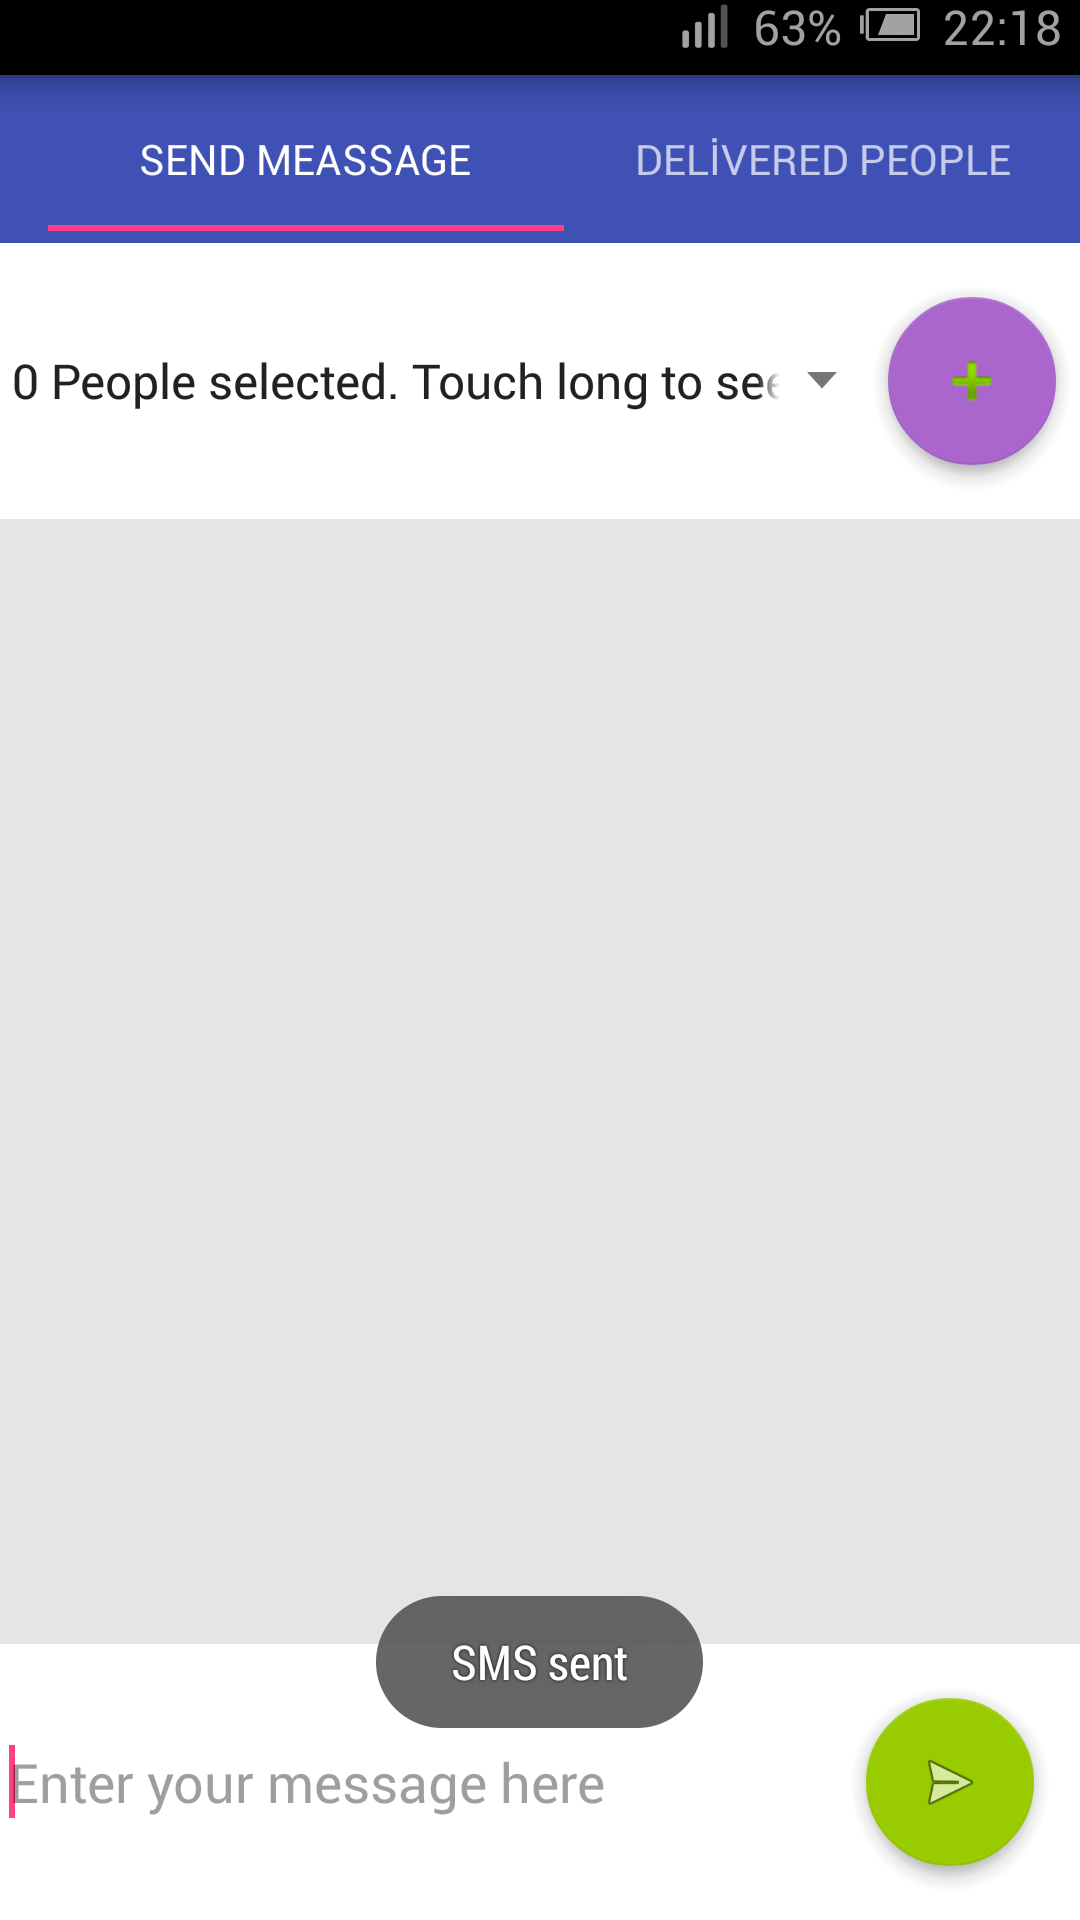 63% 22:18
SEND MEASSAGE DELİVERED PEOPLE
0 People selected. Touch long to see
SMS sent
Enter your message here